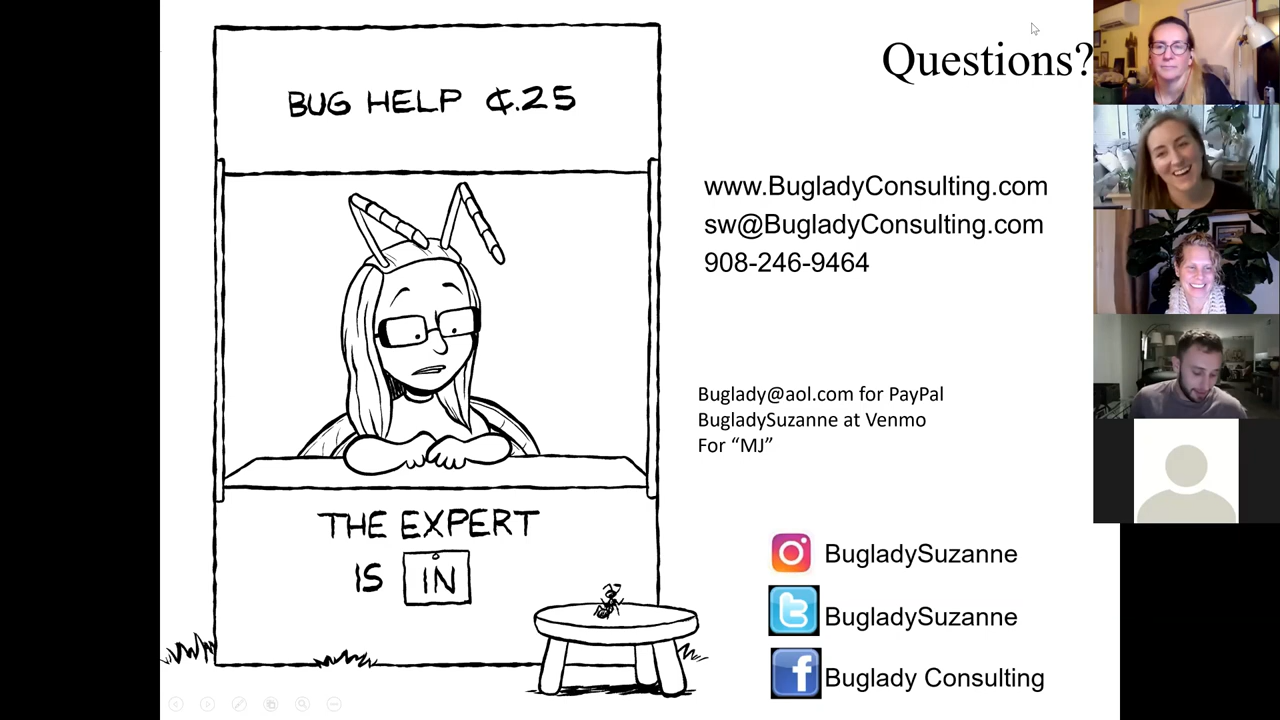 BUG HELP ¢.25
THE EXPERT
IS IN
Questions?
www.BugladyConsulting.com
sw@BugladyConsulting.com
908-246-9464
Buglady@aol.com for PayPal
BugladySuzanne at Venmo
For “MJ”
BugladySuzanne
BugladySuzanne
Buglady Consulting